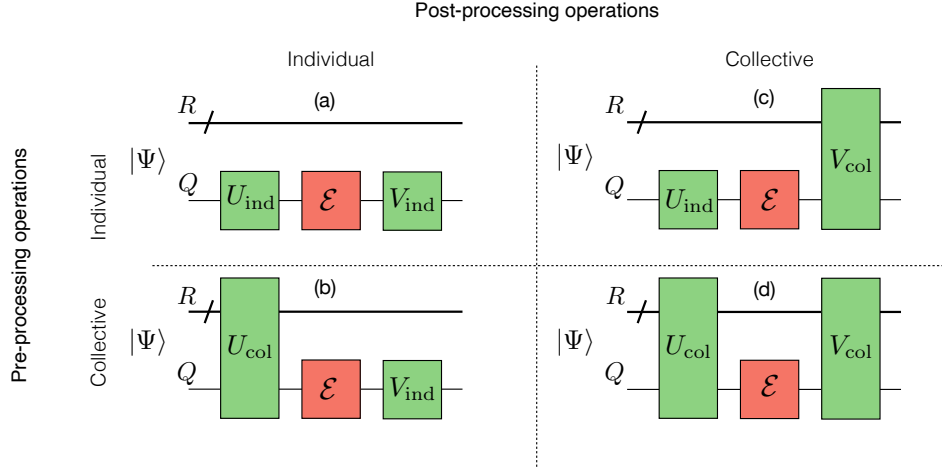 Post-processing operations
Individual
Collective
Pre-processing operations
Individual
Collective
(a)
R
|Ψ⟩
Q
U_ind
ℰ
V_ind
(c)
R
|Ψ⟩
Q
U_ind
ℰ
V_col
(b)
R
|Ψ⟩
Q
U_col
ℰ
V_ind
(d)
R
|Ψ⟩
Q
U_col
ℰ
V_col